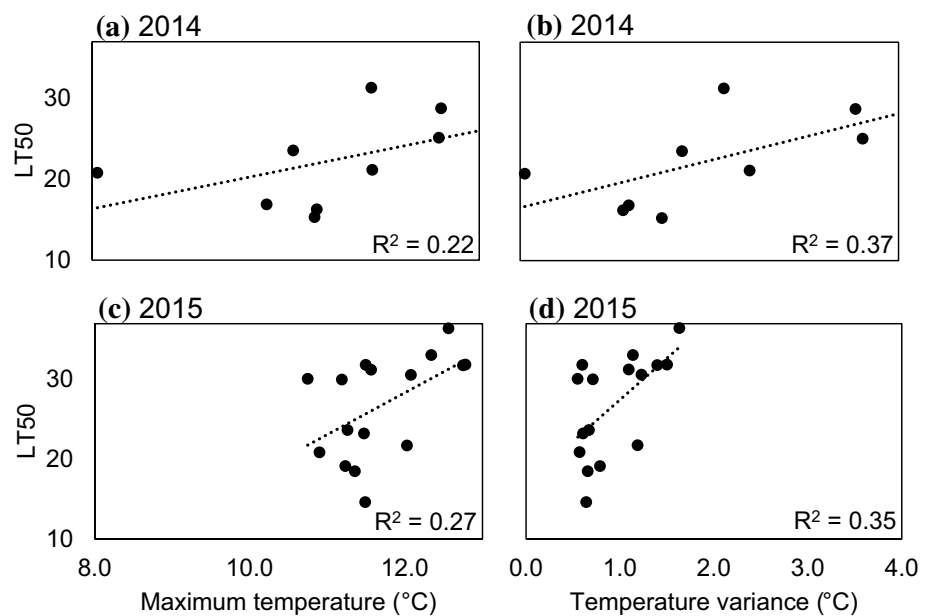 (a) 2014
(b) 2014
LT50
30
20
10
R² = 0.22
R² = 0.37
(c) 2015
(d) 2015
LT50
30
20
10
R² = 0.27
R² = 0.35
8.0 10.0 12.0
0.0 1.0 2.0 3.0 4.0
Maximum temperature (°C)
Temperature variance (°C)